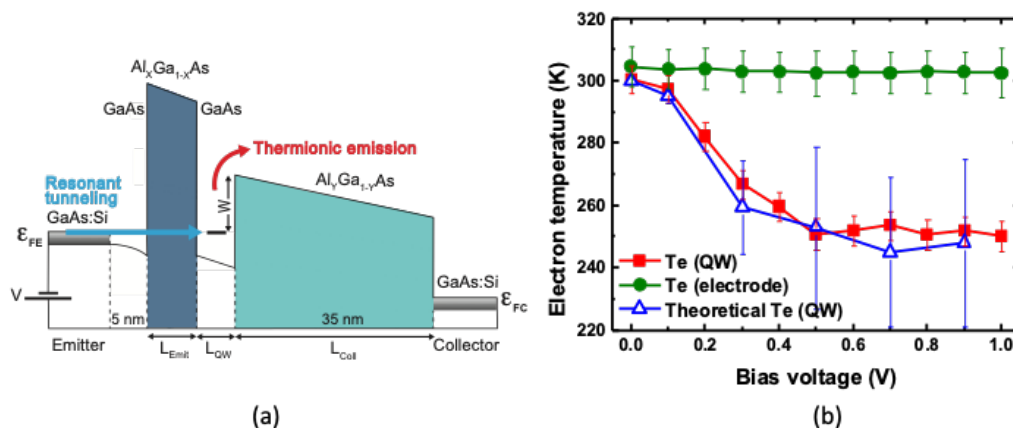 AlXGa1-XAs
GaAs
GaAs
Thermionic emission
Resonant
tunneling
AlYGa1-YAs
W
GaAs:Si
εFE
GaAs:Si
εFC
V
5 nm
35 nm
Emitter
LEmit
LQW
LColl
Collector
(a)
Electron temperature (K)
320
300
280
260
240
220
Te (QW)
Te (electrode)
Theoretical Te (QW)
0.0 0.2 0.4 0.6 0.8 1.0
Bias voltage (V)
(b)